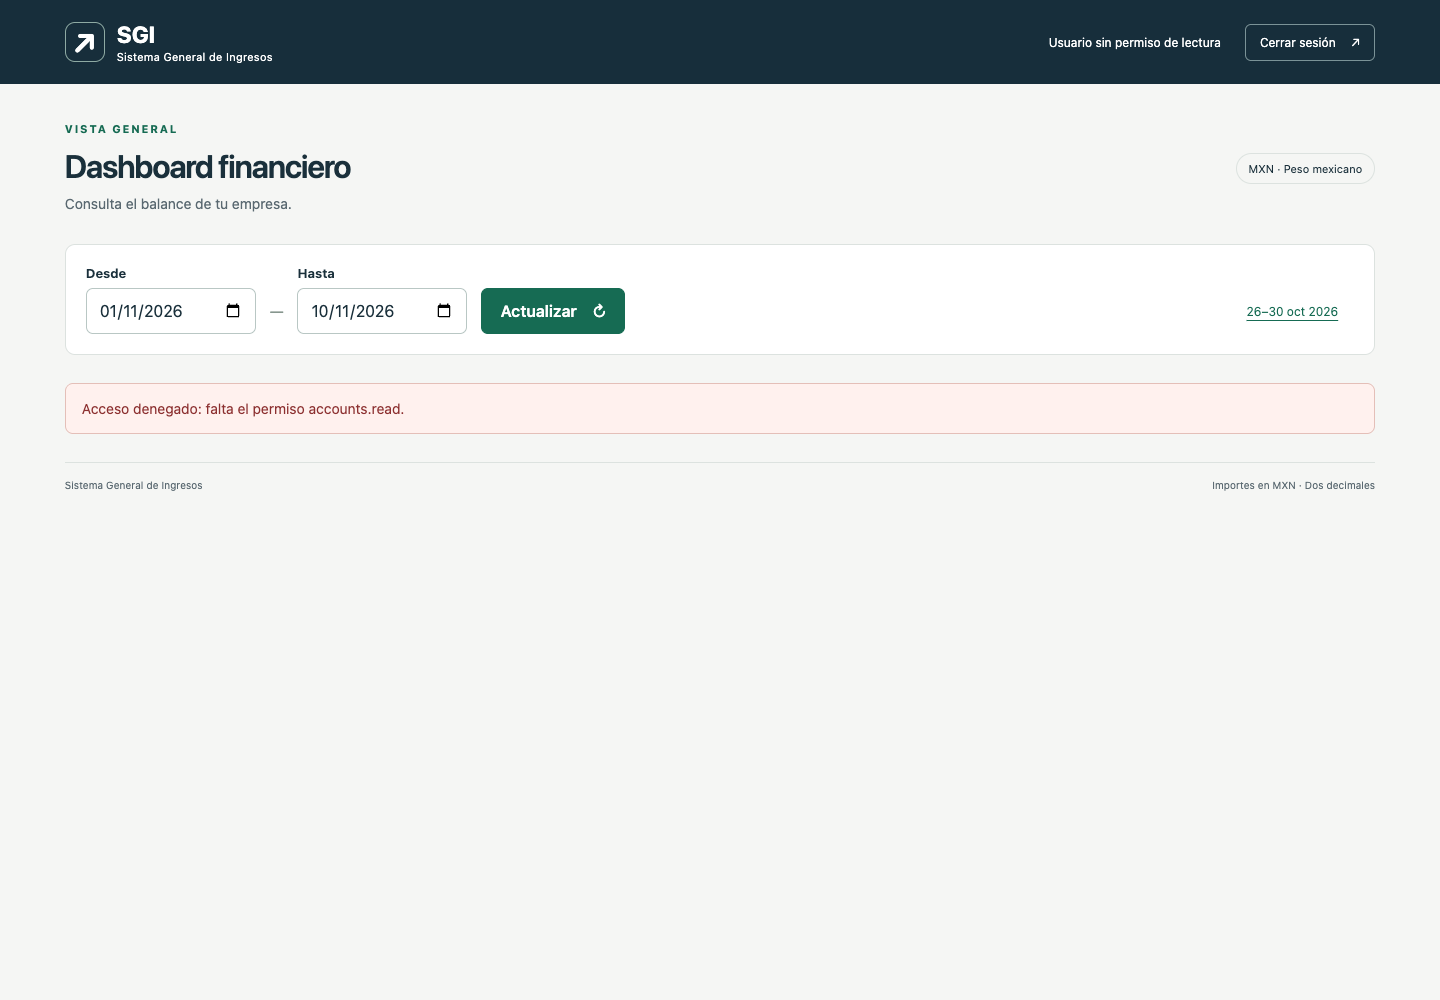 SGI
Sistema General de Ingresos
Usuario sin permiso de lectura
Cerrar sesión
VISTA GENERAL
Dashboard financiero
MXN · Peso mexicano
Consulta el balance de tu empresa.
Desde
Hasta
01/11/2026 — 10/11/2026 Actualizar ↻
26–30 oct 2026
Acceso denegado: falta el permiso accounts.read.
Sistema General de Ingresos
Importes en MXN · Dos decimales